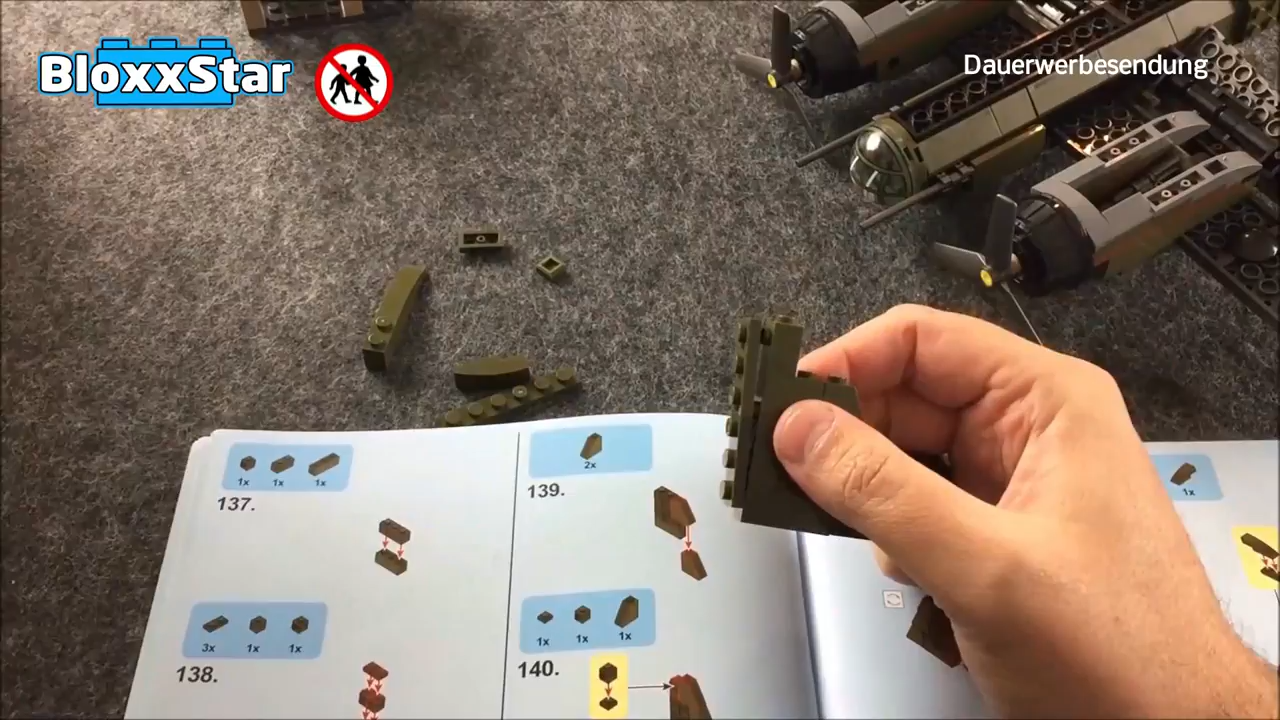 BloxxStar
Dauerwerbesendung
1x 1x 1x
137.
2x
139.
1x
3x 1x 1x
138.
1x 1x 1x
140.